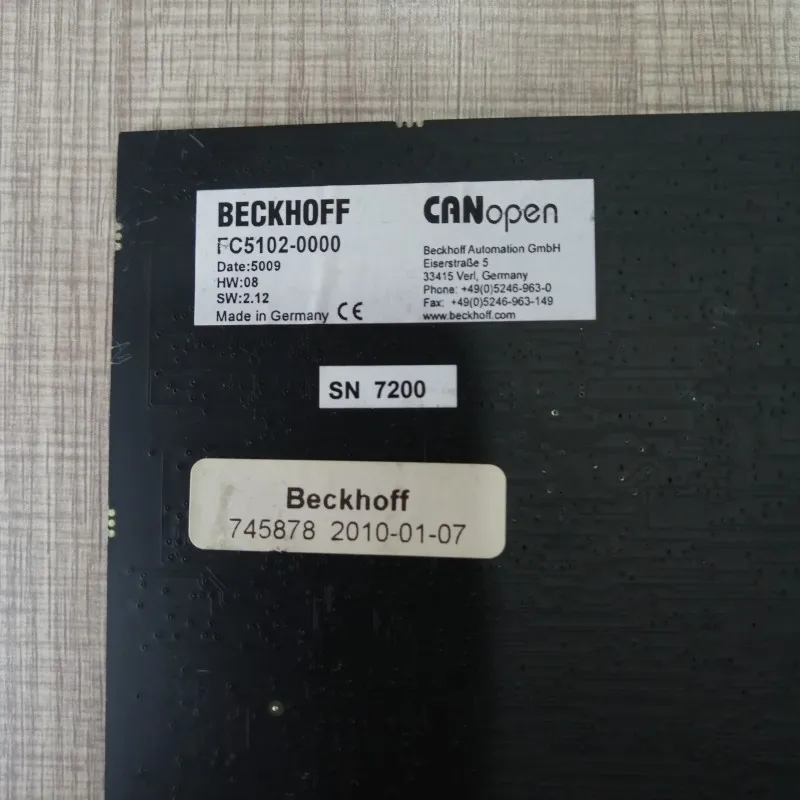 BECKHOFF
FC5102-0000
Date:5009
HW:08
SW:2.12
Made in Germany CE
CANopen
Beckhoff Automation GmbH
Eiserstraße 5
33415 Verl, Germany
Phone: +49(0)5246-963-0
Fax: +49(0)5246-963-149
www.beckhoff.com
SN 7200
Beckhoff
745878 2010-01-07